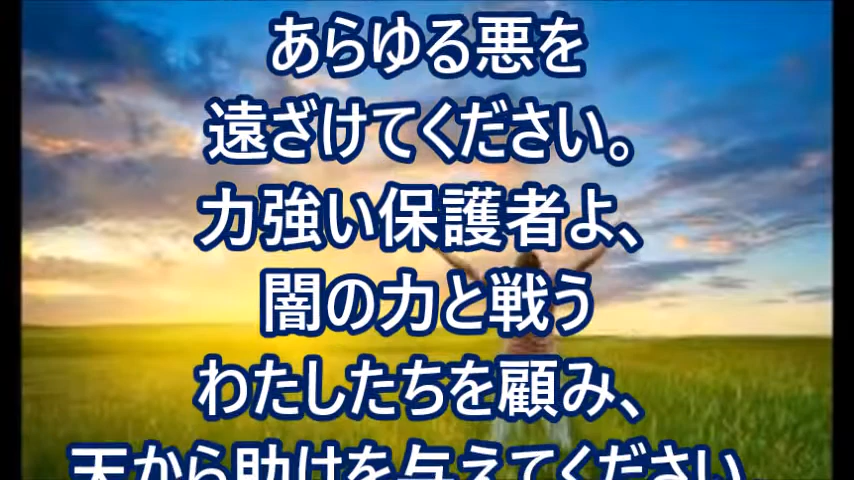 あらゆる悪を
遠ざけてください。
力強い保護者よ、
闇の力と戦う
わたしたちを顧み、
天から助けを与えてください